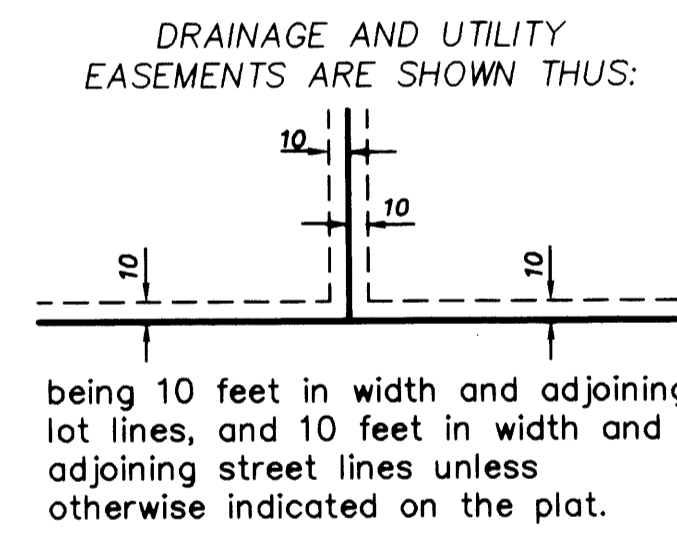 DRAINAGE AND UTILITY
EASEMENTS ARE SHOWN THUS:
10
10
10
10
being 10 feet in width and adjoining
lot lines, and 10 feet in width and
adjoining street lines unless
otherwise indicated on the plat.